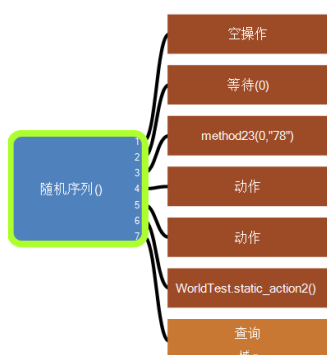 随机序列()
1
2
3
4
5
6
7
空操作
等待(0)
method23(0,"78")
动作
动作
WorldTest.static_action2()
查询